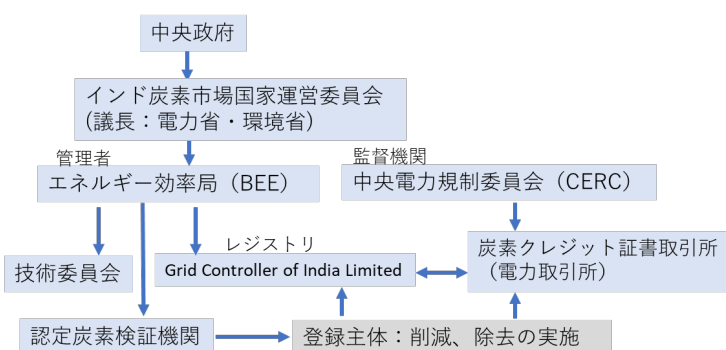 中央政府
インド炭素市場国家運営委員会
(議長：電力省・環境省)
管理者
エネルギー効率局（BEE）
監督機関
中央電力規制委員会（CERC）
技術委員会
レジストリ
Grid Controller of India Limited
炭素クレジット証書取引所
（電力取引所）
認定炭素検証機関
登録主体：削減、除去の実施